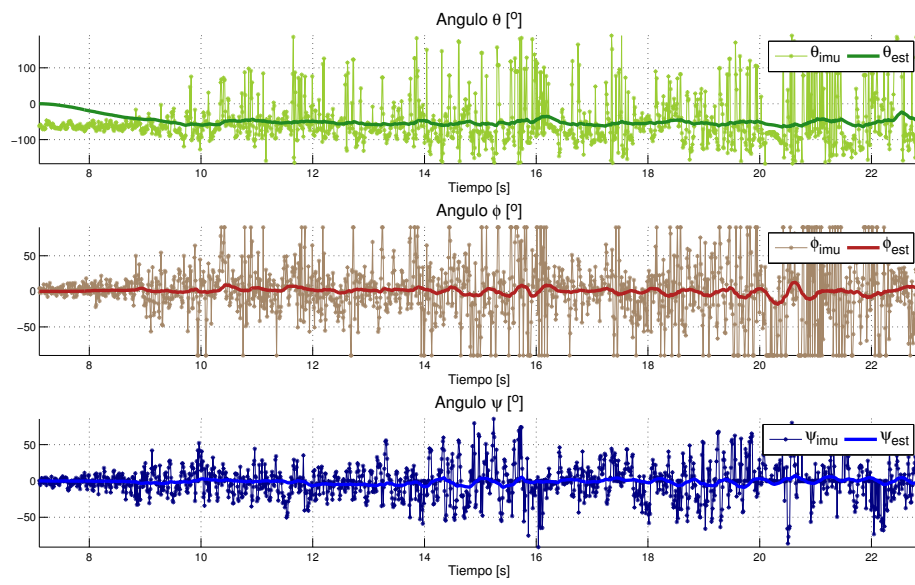 Angulo θ [º]
θimu θest
100
0
−100
8 10 12 14 16 18 20 22
Tiempo [s]
Angulo ϕ [º]
ϕimu ϕest
50
0
−50
8 10 12 14 16 18 20 22
Tiempo [s]
Angulo ψ [º]
ψimu ψest
50
0
−50
8 10 12 14 16 18 20 22
Tiempo [s]